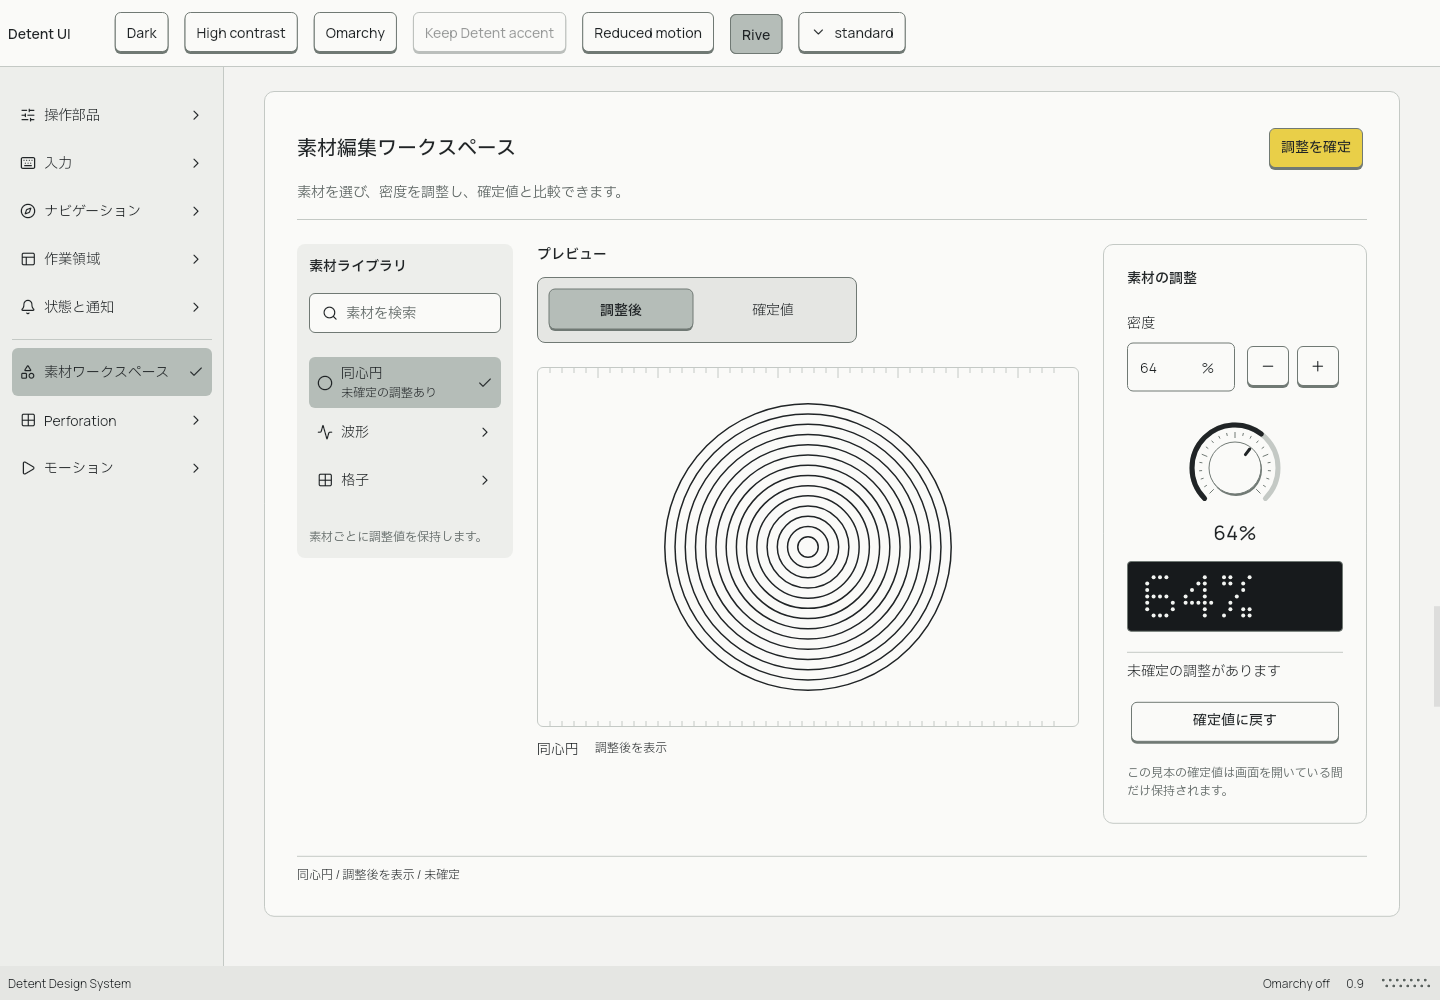 Detent UI
Dark
High contrast
Omarchy
Keep Detent accent
Reduced motion
Rive
standard
操作部品
入力
ナビゲーション
作業領域
状態と通知
素材ワークスペース
Perforation
モーション
素材編集ワークスペース
調整を確定
素材を選び、密度を調整し、確定値と比較できます。
素材ライブラリ
素材を検索
同心円
未確定の調整あり
波形
格子
素材ごとに調整値を保持します。
プレビュー
調整後
確定値
同心円 調整後を表示
素材の調整
密度
64 %
64%
64%
未確定の調整があります
確定値に戻す
この見本の確定値は画面を開いている間
だけ保持されます。
同心円 / 調整後を表示 / 未確定
Detent Design System
Omarchy off 0.9